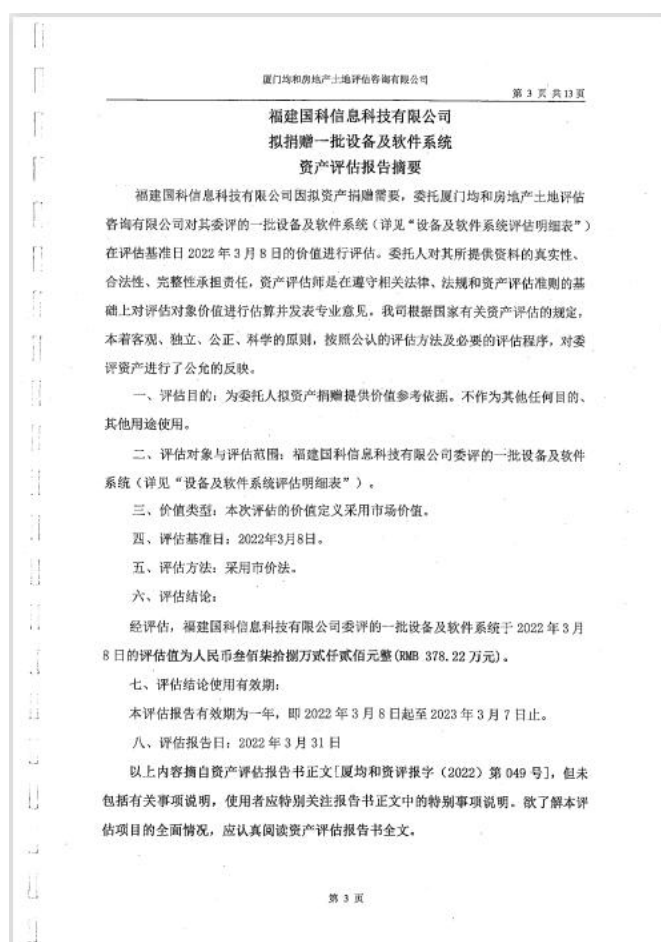 厦门均和房地产土地评估咨询有限公司
第 3 页 共13页
福建国科信息科技有限公司
拟捐赠一批设备及软件系统
资产评估报告摘要
福建国科信息科技有限公司因拟资产捐赠需要，委托厦门均和房地产土地评估
咨询有限公司对其委评的一批设备及软件系统（详见“设备及软件系统评估明细表”）
在评估基准日 2022 年 3 月 8 日的价值进行评估。委托人对其所提供资料的真实性、
合法性、完整性承担责任，资产评估师是在遵守相关法律、法规和资产评估准则的基
础上对评估对象价值进行估算并发表专业意见。我司根据国家有关资产评估的规定，
本着客观、独立、公正、科学的原则，按照公认的评估方法及必要的评估程序，对委
评资产进行了公允的反映。
一、评估目的：为委托人拟资产捐赠提供价值参考依据。不作为其他任何目的、
其他用途使用。
二、评估对象与评估范围：福建国科信息科技有限公司委评的一批设备及软件
系统（详见“设备及软件系统评估明细表”）。
三、价值类型：本次评估的价值定义采用市场价值。
四、评估基准日：2022年3月8日。
五、评估方法：采用市价法。
六、评估结论：
经评估，福建国科信息科技有限公司委评的一批设备及软件系统于 2022 年 3 月
8 日的评估值为人民币叁佰柒拾捌万贰仟贰佰元整(RMB 378.22 万元)。
七、评估结论使用有效期：
本评估报告有效期为一年，即 2022 年 3 月 8 日起至 2023 年 3 月 7 日止。
八、评估报告日：2022 年 3 月 31 日
以上内容摘自资产评估报告书正文[厦均和资评报字（2022）第 049 号]，但未
包括有关事项说明，使用者应特别关注报告书正文中的特别事项说明。欲了解本评
估项目的全面情况，应认真阅读资产评估报告书全文。
第 3 页